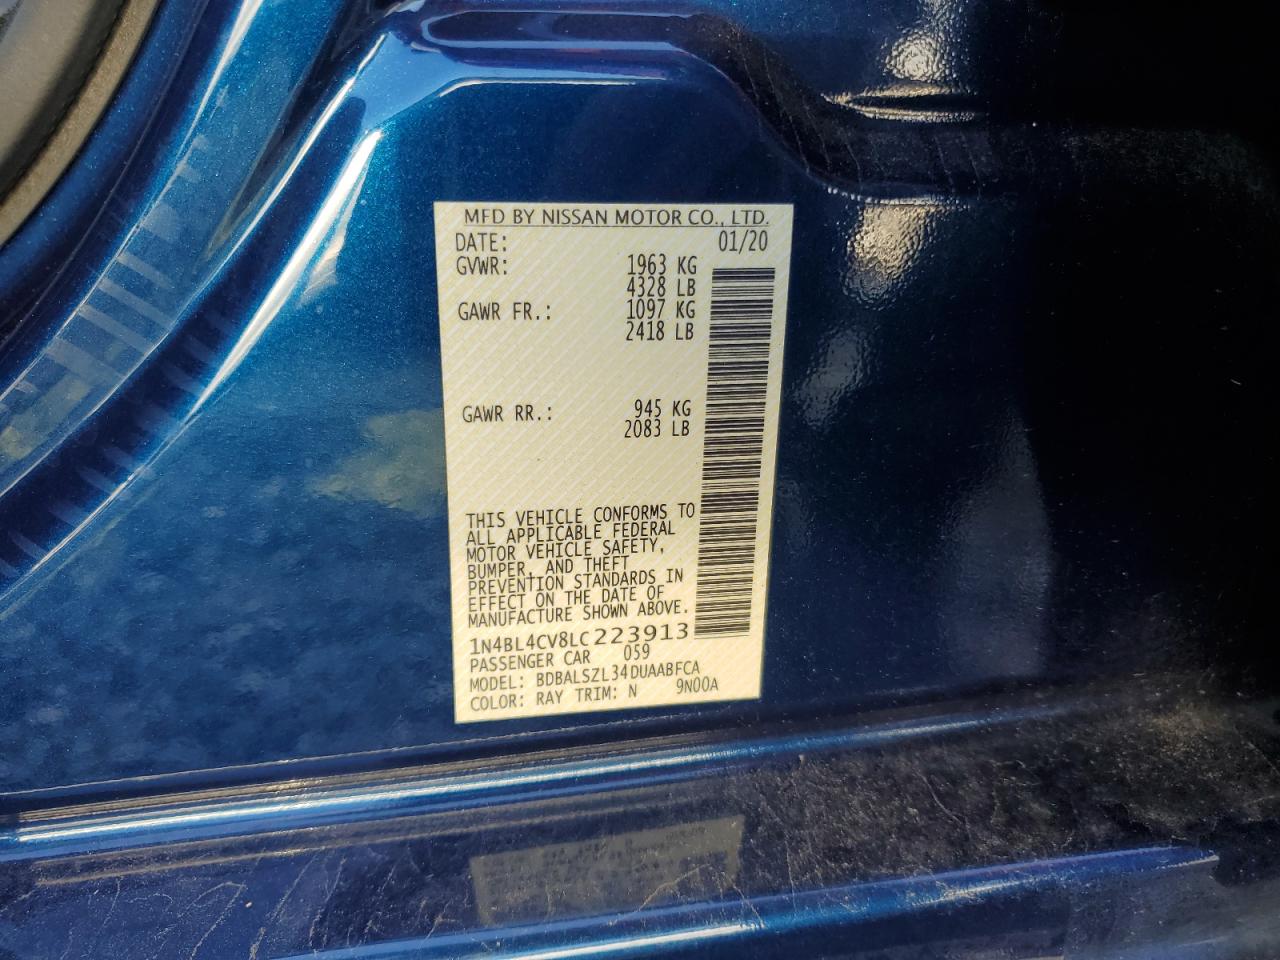 MFD BY NISSAN MOTOR CO., LTD.
DATE: 01/20
GVWR: 1963 KG
4328 LB
GAWR FR.: 1097 KG
2418 LB
GAWR RR.: 945 KG
2083 LB
THIS VEHICLE CONFORMS TO
ALL APPLICABLE FEDERAL
MOTOR VEHICLE SAFETY,
BUMPER, AND THEFT
PREVENTION STANDARDS IN
EFFECT ON THE DATE OF
MANUFACTURE SHOWN ABOVE.
1N4BL4CV8LC223913
PASSENGER CAR 059
MODEL: BDBALSZL34DUAABFCA
COLOR: RAY TRIM: N 9N00A